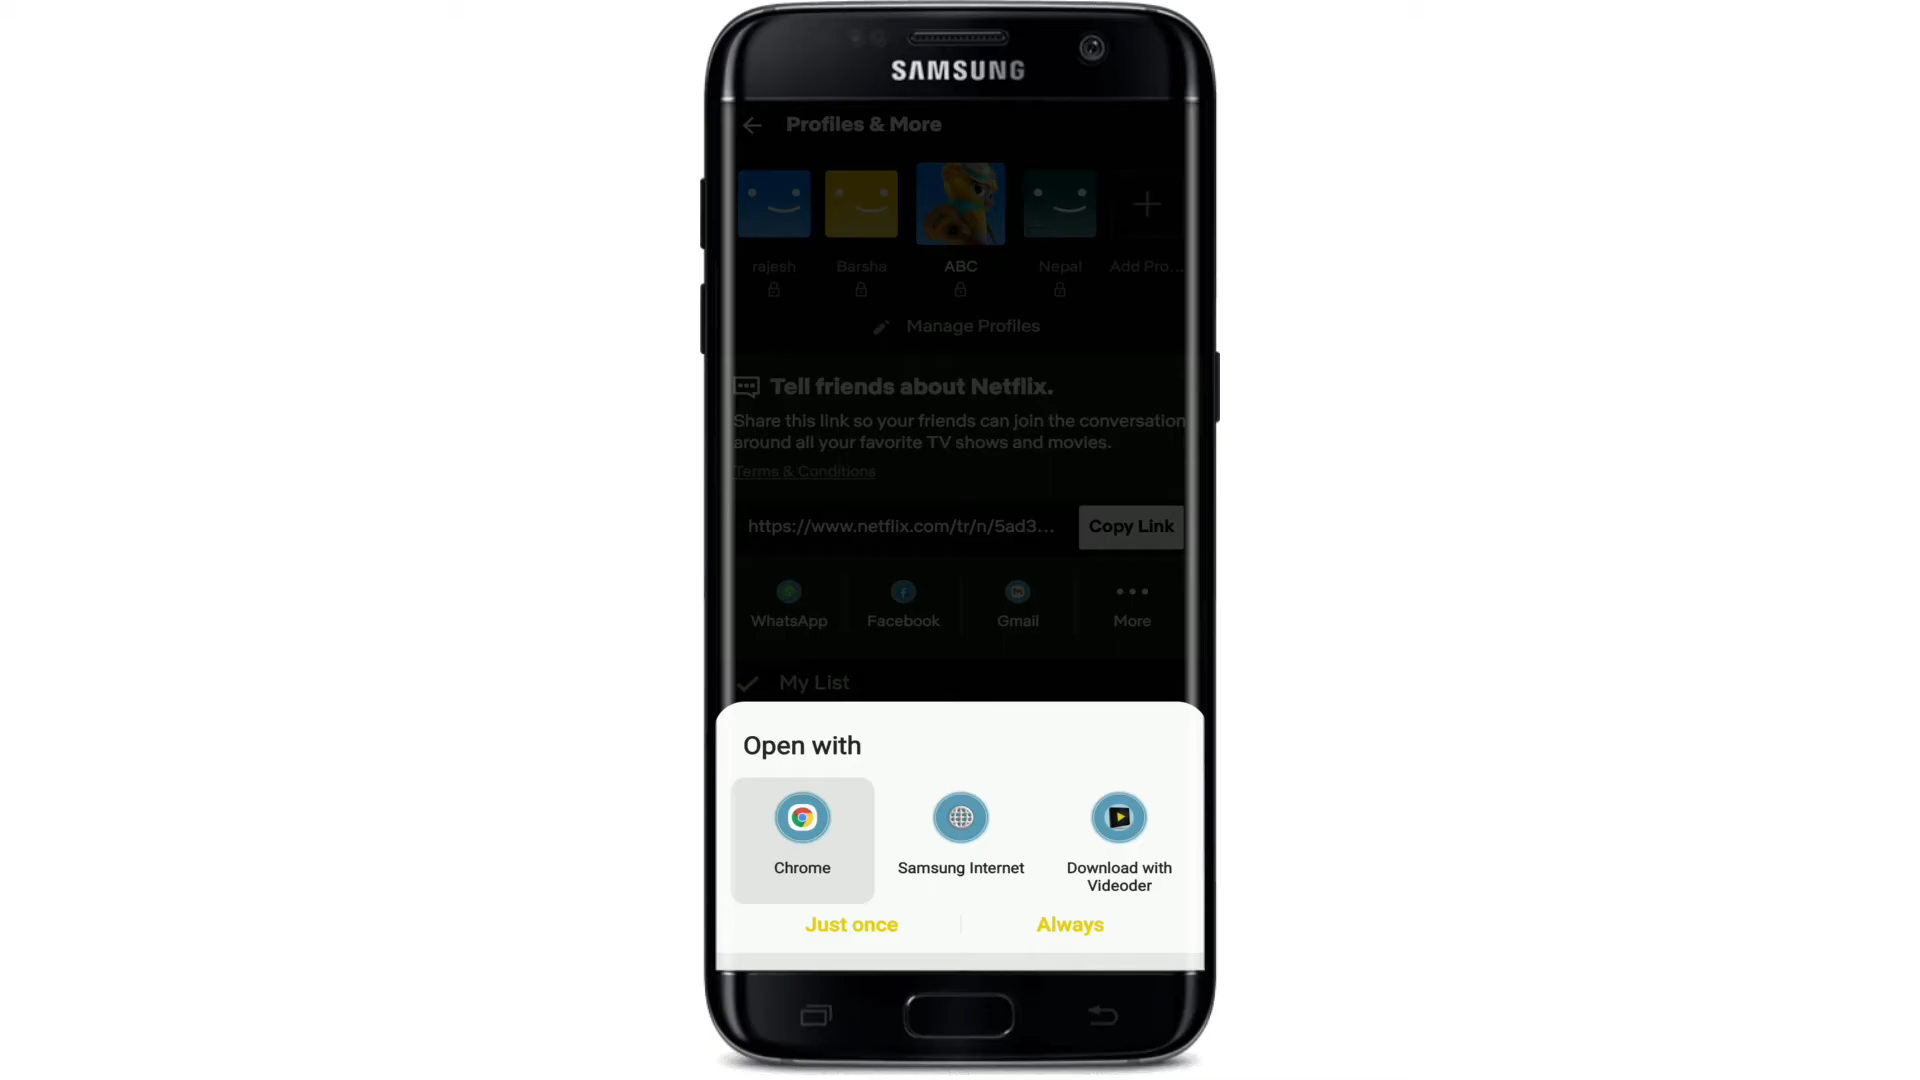 SAMSUNG
Profiles & More
rajesh
Barsha
ABC
Nepal
Add Pro...
Manage Profiles
Tell friends about Netflix.
Share this link so your friends can join the conversation
around all your favorite TV shows and movies.
Terms & Conditions
https://www.netflix.com/tr/n/5ad3...
Copy Link
WhatsApp
Facebook
Gmail
More
My List
Open with
Chrome
Samsung Internet
Download with
Videoder
Just once
Always